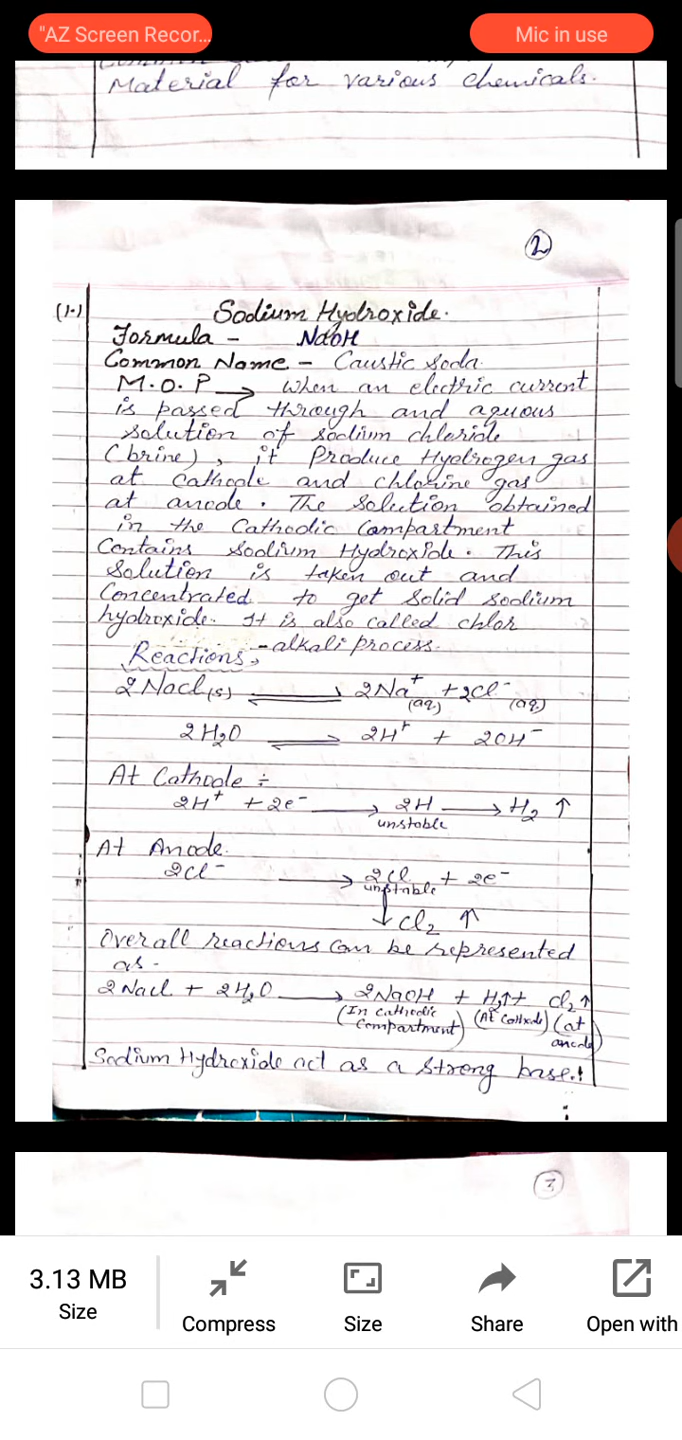 "AZ Screen Recor...
Mic in use
Material for various chemicals.
2
(1.) Sodium Hydroxide.
Formula - NaOH
Common Name - Caustic soda.
M.O.P → When an electric current
is passed through and aquous
solution of sodium chloride
(brine), it Produce Hydrogen gas
at Cathode and chlorine gas
at anode. The Solution obtained
in the Cathodic Compartment
Contains Sodium Hydroxide. This
Solution is taken out and
Concentrated to get Solid sodium
hydroxide. It is also called chlor
-alkali process.
Reactions,
2NaCl(s) ⇌ 2Na⁺(aq) + 2Cl⁻(aq)
2H₂O ⇌ 2H⁺ + 2OH⁻
At Cathode ÷
2H⁺ + 2e⁻ → 2H → H₂ ↑
unstable
At Anode.
2Cl⁻ → 2Cl + 2e⁻
unstable
↓ Cl₂ ↑
Overall reactions can be represented
as -
2NaCl + 2H₂O → 2NaOH + H₂↑ + Cl₂↑
(In cathodic (At Cathode) (at
Compartment) anode)
Sodium Hydroxide act as a strong base.
3
3.13 MB
Size
Compress
Size
Share
Open with